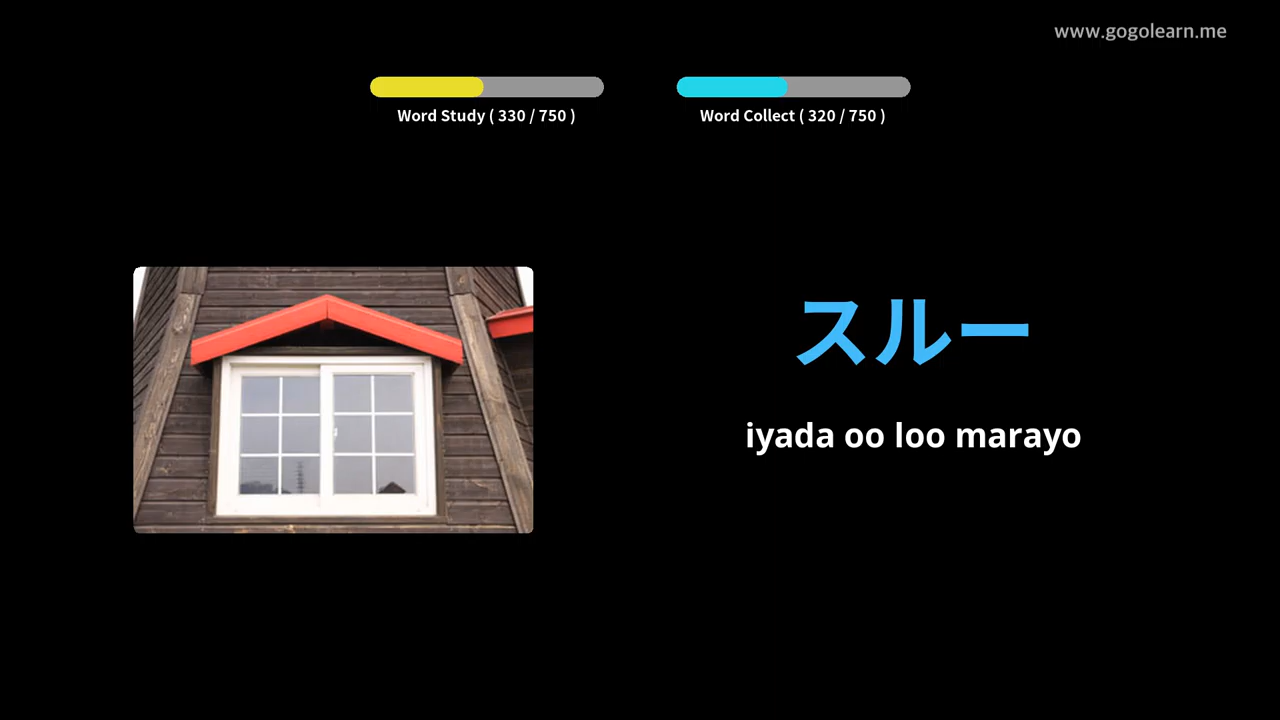 www.gogolearn.me
Word Study ( 330 / 750 )
Word Collect ( 320 / 750 )
スルー
iyada oo loo marayo